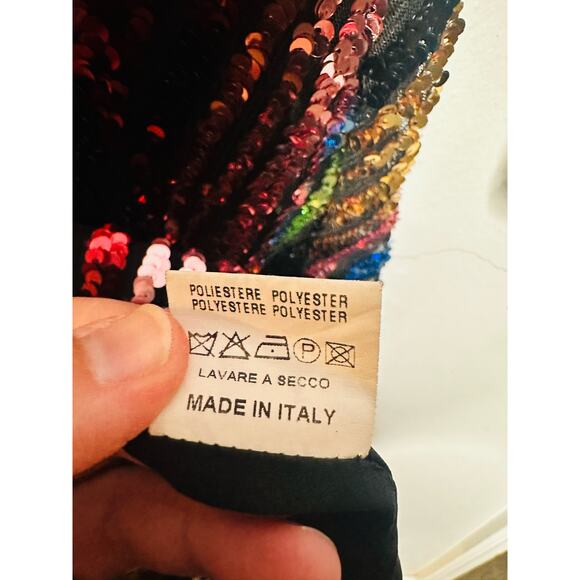 POLIESTERE POLYESTER
POLYESTERE POLYESTER
P
LAVARE A SECCO
MADE IN ITALY